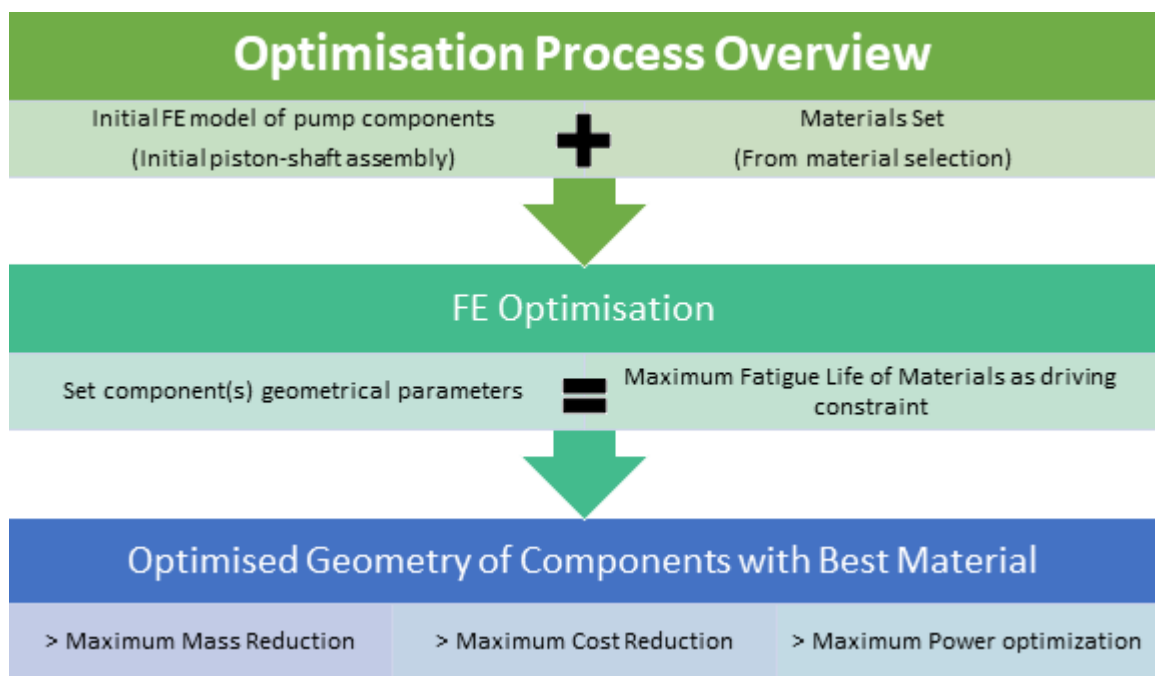 Optimisation Process Overview
Initial FE model of pump components
(Initial piston-shaft assembly)
Materials Set
(From material selection)
FE Optimisation
Set component(s) geometrical parameters
Maximum Fatigue Life of Materials as driving
constraint
Optimised Geometry of Components with Best Material
> Maximum Mass Reduction
> Maximum Cost Reduction
> Maximum Power optimization